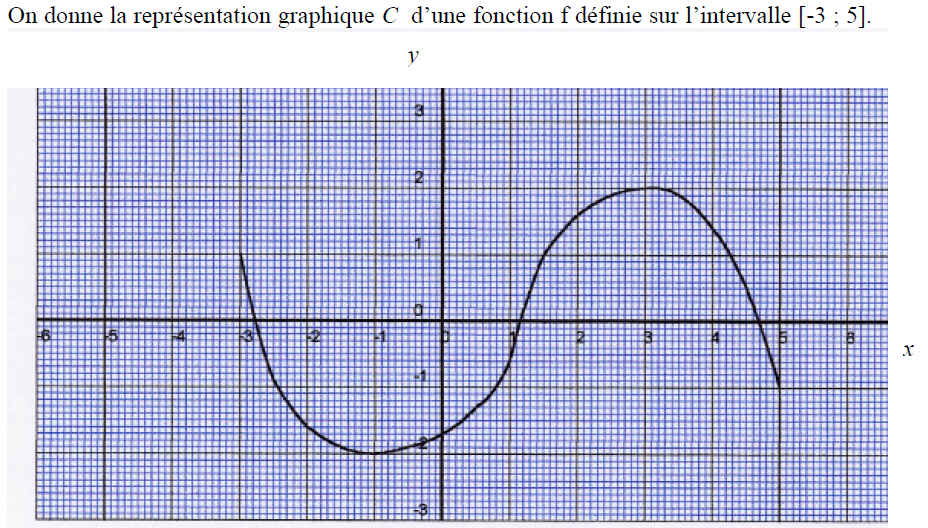 On donne la représentation graphique C d'une fonction f définie sur l'intervalle [-3 ; 5].
y
3
2
1
0
-6 -5 -4 -3 -2 -1 0 1 2 3 4 5 6
x
-1
-2
-3